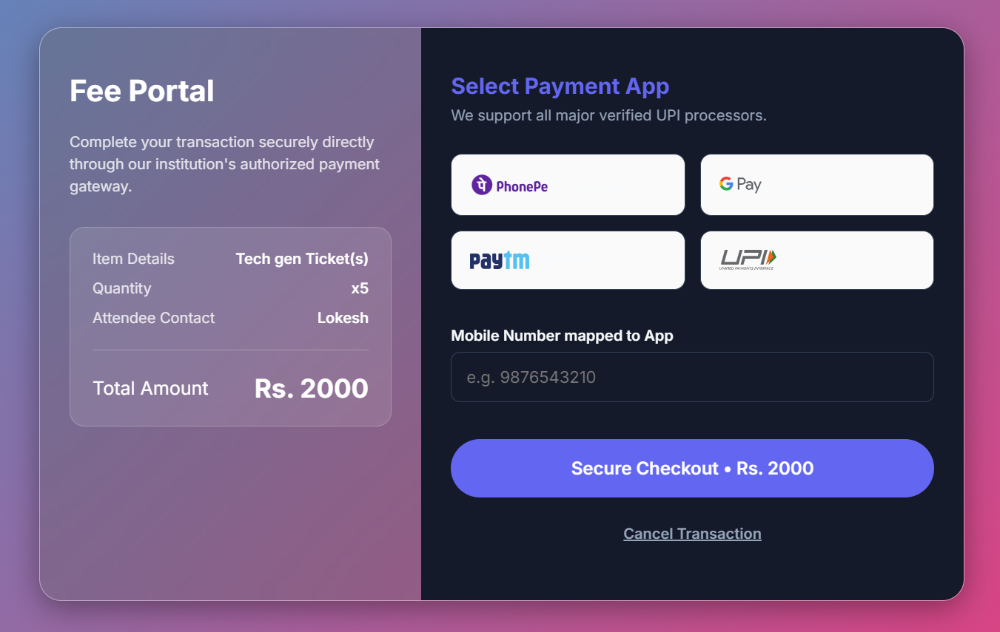 Fee Portal
Complete your transaction securely directly
through our institution's authorized payment
gateway.
Item Details Tech gen Ticket(s)
Quantity x5
Attendee Contact Lokesh
Total Amount Rs. 2000
Select Payment App
We support all major verified UPI processors.
पे PhonePe
G Pay
paytm
UPI
UNIFIED PAYMENTS INTERFACE
Mobile Number mapped to App
e.g. 9876543210
Secure Checkout • Rs. 2000
Cancel Transaction